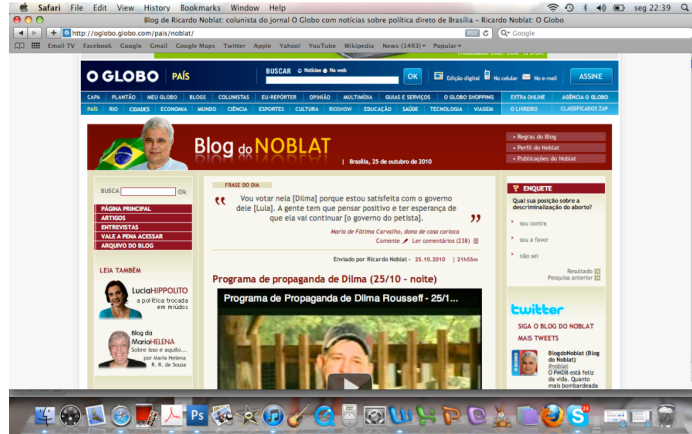 Safari File Edit View History Bookmarks Window Help seg 22:39
Blog de Ricardo Noblat: colunista do jornal O Globo com notícias sobre política direto de Brasília – Ricardo Noblat: O Globo
http://oglobo.globo.com/pais/noblat/ RSS Google
Email TV Facebook Google Gmail Google Maps Twitter Apple Yahoo! YouTube Wikipedia News (1493) Popular
O GLOBO PAÍS
BUSCAR Notícias Na web
OK Edição digital No celular No e-mail ASSINE
CAPA PLANTÃO MEU GLOBO BLOGS COLUNISTAS EU-REPÓRTER OPINIÃO MULTIMÍDIA GUIAS E SERVIÇOS O GLOBO SHOPPING EXTRA ONLINE AGÊNCIA O GLOBO
PAÍS RIO CIDADES ECONOMIA MUNDO CIÊNCIA ESPORTES CULTURA RIOSHOW EDUCAÇÃO SAÚDE TECNOLOGIA VIAGEM O LIVREIRO CLASSIFICADOS ZAP
Blog do NOBLAT
Brasília, 25 de outubro de 2010
Regras do Blog
Perfil do Noblat
Publicações do Noblat
BUSCA Ok
PÁGINA PRINCIPAL
ARTIGOS
ENTREVISTAS
VALE A PENA ACESSAR
ARQUIVO DO BLOG
LEIA TAMBÉM
LuciaHIPPOLITO
a política trocada
em miúdos
Blog da
MariaHELENA
Sobre isso e aquilo...
por Maria Helena
R. R. de Sousa
FRASE DO DIA
Vou votar nela [Dilma] porque estou satisfeita com o governo
dele [Lula]. A gente tem que pensar positivo e ter esperança de
que ela vai continuar [o governo do petista].
Maria de Fátima Carvalho, dona de casa carioca
Comente Ler comentários (238)
Enviado por Ricardo Noblat - 25.10.2010 | 21h55m
Programa de propaganda de Dilma (25/10 - noite)
Programa de Propaganda de Dilma Rousseff - 25/1...
ENQUETE
Qual sua posição sobre a
descriminalização do aborto?
sou contra
sou a favor
não sei
Resultado
Pesquisa anterior
twitter
SIGA O BLOG DO NOBLAT
MAIS TWEETS
BlogdoNoblat (Blog
do Noblat)
#noblat
O PMDB está feliz
da vida. Quanto
mais bombardeada
Ps